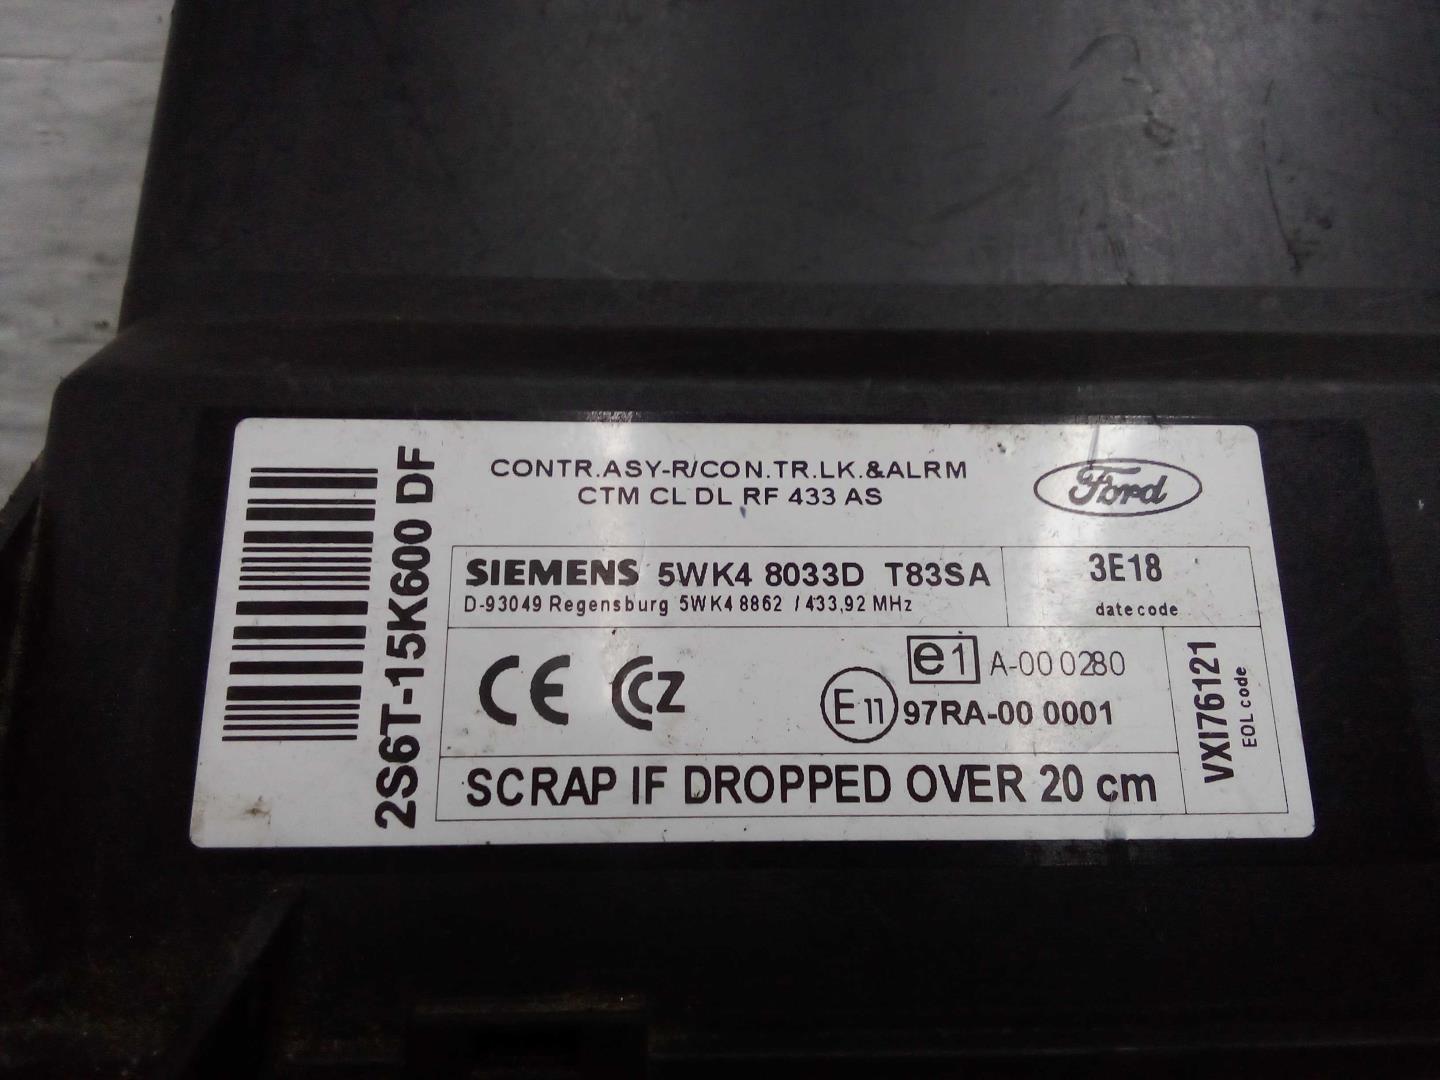 2S6T-15K600 DF
CONTR.ASY-R/CON.TR.LK.&ALRM
CTM CL DL RF 433 AS
Ford
SIEMENS 5WK4 8033D T83SA
D-93049 Regensburg 5WK4 8862 / 433,92 MHz
3E18
datecode
CE CCZ
e1 A-00 0280
E11 97RA-00 0001
VXI76121
EOL code
SCRAP IF DROPPED OVER 20 cm